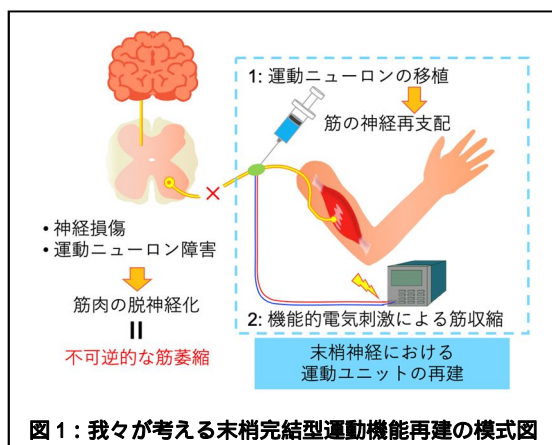 1: 運動ニューロンの移植
筋の神経再支配
×
• 神経損傷
• 運動ニューロン障害
筋肉の脱神経化
=
不可逆的な筋萎縮
2: 機能的電気刺激による筋収縮
末梢神経における
運動ユニットの再建
図1：我々が考える末梢完結型運動機能再建の模式図